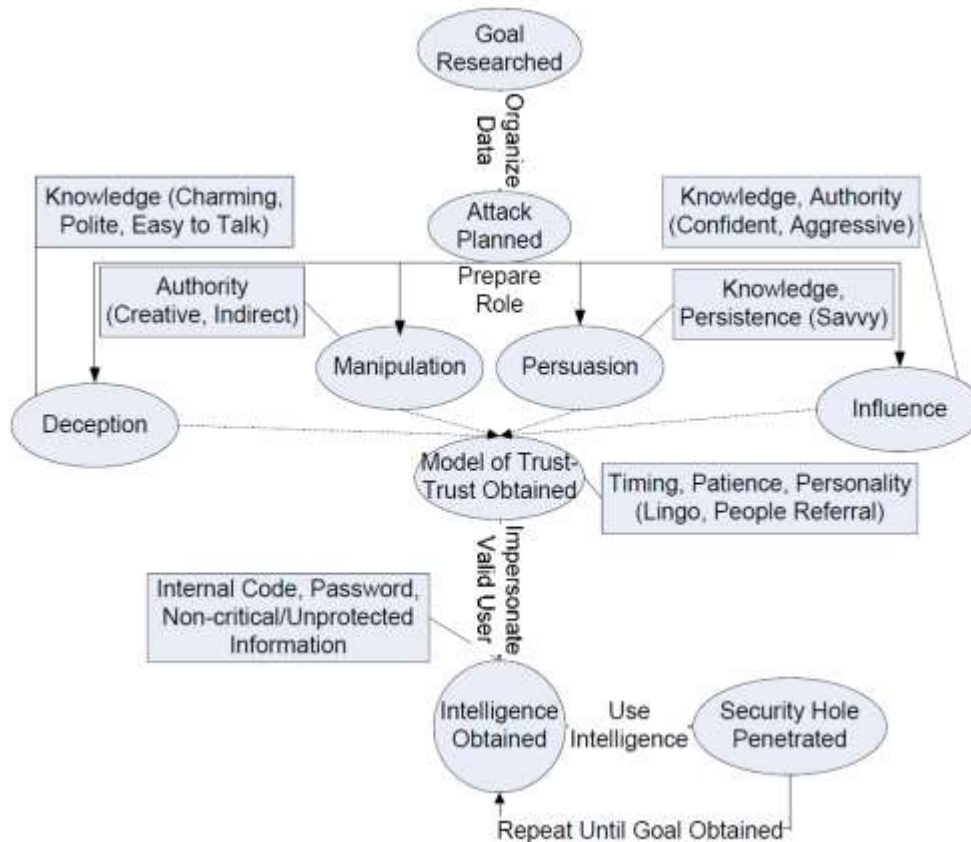 Goal
Researched
Organize
Data
Knowledge (Charming,
Polite, Easy to Talk)
Attack
Planned
Knowledge, Authority
(Confident, Aggressive)
Prepare
Role
Authority
(Creative, Indirect)
Knowledge,
Persistence (Savvy)
Manipulation
Persuasion
Deception
Influence
Model of Trust-
Trust Obtained
Timing, Patience, Personality
(Lingo, People Referral)
Impersonate
Valid User
Internal Code, Password,
Non-critical/Unprotected
Information
Intelligence
Obtained
Use
Intelligence
Security Hole
Penetrated
Repeat Until Goal Obtained